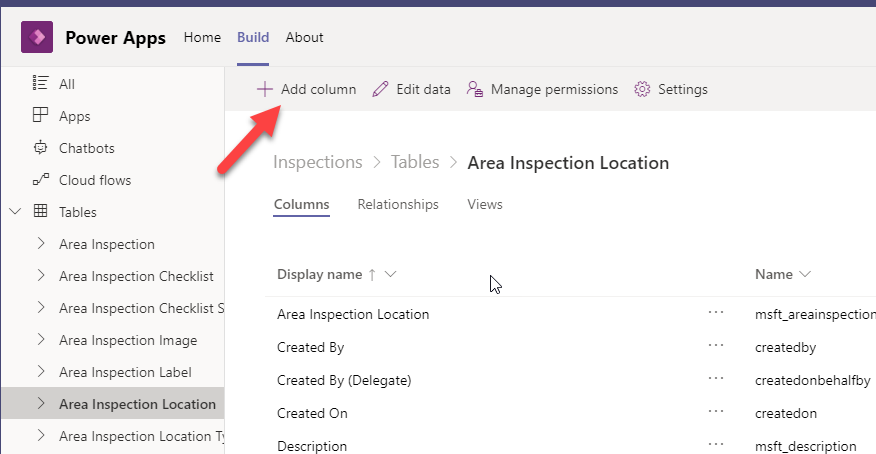 Power Apps Home Build About
All
Apps
Chatbots
Cloud flows
Tables
Area Inspection
Area Inspection Checklist
Area Inspection Checklist S
Area Inspection Image
Area Inspection Label
Area Inspection Location
Area Inspection Location Ty
+ Add column Edit data Manage permissions Settings
Inspections > Tables > Area Inspection Location
Columns Relationships Views
Display name ↑ Name
Area Inspection Location ... msft_areainspection
Created By ... createdby
Created By (Delegate) ... createdonbehalfby
Created On ... createdon
Description ... msft_description